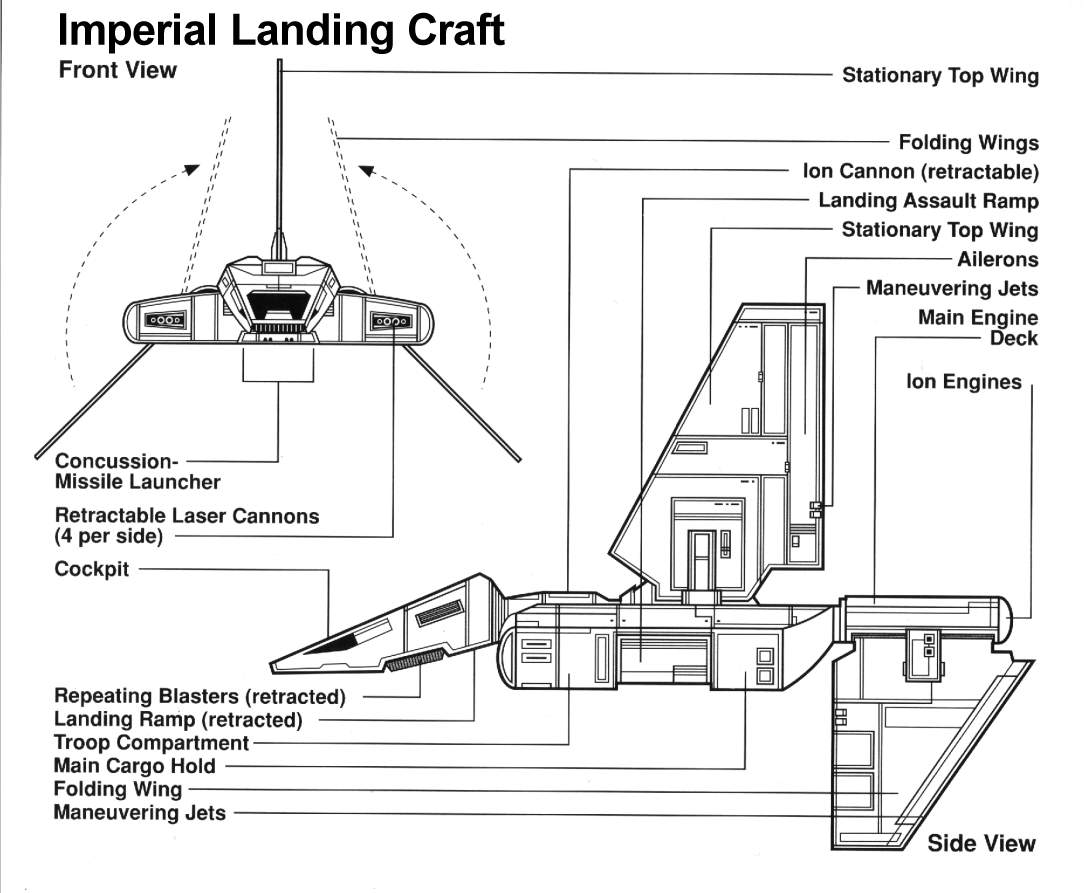 Imperial Landing Craft
Front View
Stationary Top Wing
Folding Wings
Ion Cannon (retractable)
Landing Assault Ramp
Stationary Top Wing
Ailerons
Maneuvering Jets
Main Engine
Deck
Ion Engines
Concussion-
Missile Launcher
Retractable Laser Cannons
(4 per side)
Cockpit
Repeating Blasters (retracted)
Landing Ramp (retracted)
Troop Compartment
Main Cargo Hold
Folding Wing
Maneuvering Jets
Side View